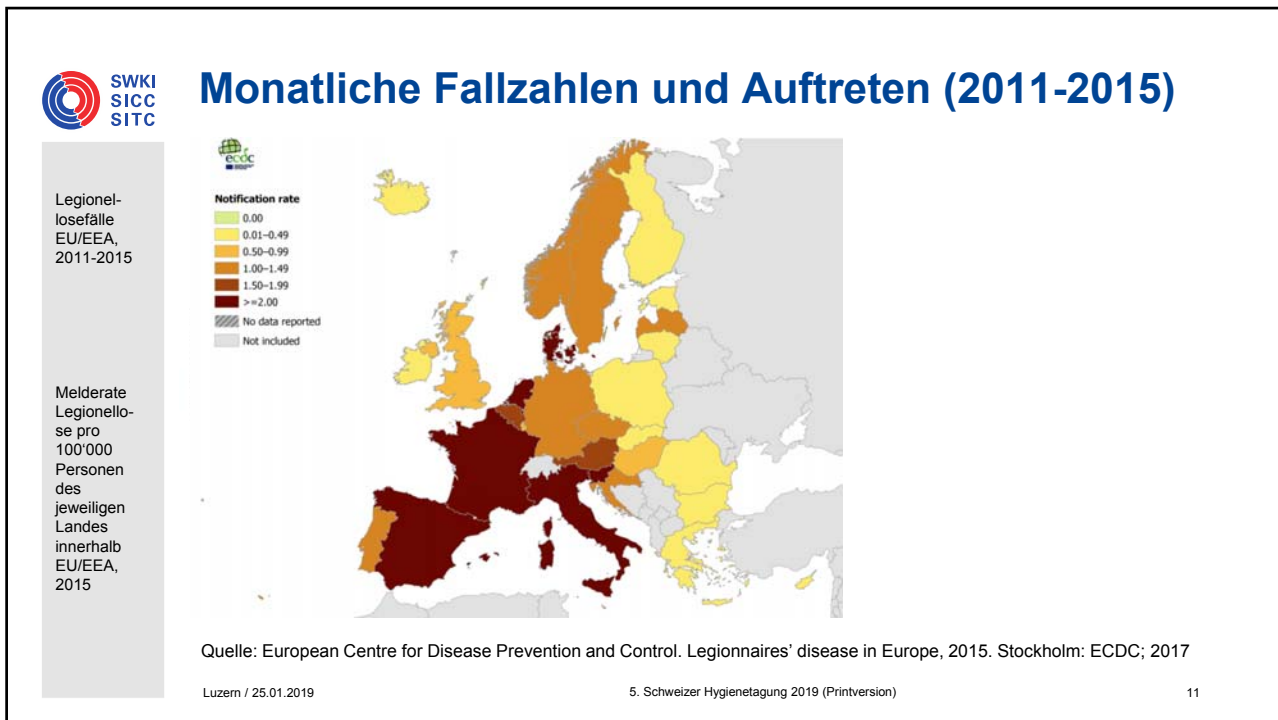 SWKI
SICC
SITC
Monatliche Fallzahlen und Auftreten (2011-2015)
Legionel-
losefälle
EU/EEA,
2011-2015
Melderate
Legionello-
se pro
100'000
Personen
des
jeweiligen
Landes
innerhalb
EU/EEA,
2015
ecdc
Notification rate
0.00
0.01–0.49
0.50–0.99
1.00–1.49
1.50–1.99
>=2.00
No data reported
Not included
Quelle: European Centre for Disease Prevention and Control. Legionnaires’ disease in Europe, 2015. Stockholm: ECDC; 2017
Luzern / 25.01.2019
5. Schweizer Hygienetagung 2019 (Printversion)
11